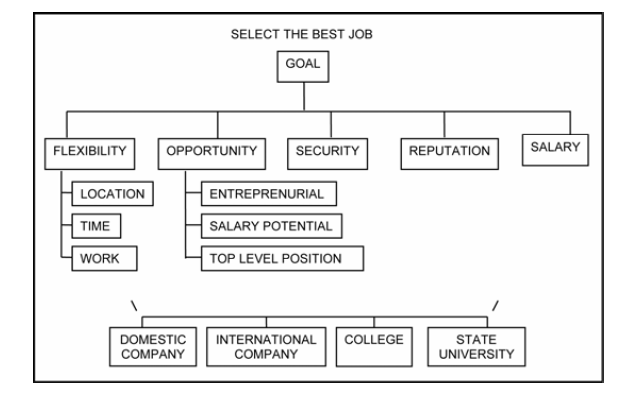 SELECT THE BEST JOB
GOAL
FLEXIBILITY
OPPORTUNITY
SECURITY
REPUTATION
SALARY
LOCATION
TIME
WORK
ENTREPRENURIAL
SALARY POTENTIAL
TOP LEVEL POSITION
DOMESTIC
COMPANY
INTERNATIONAL
COMPANY
COLLEGE
STATE
UNIVERSITY